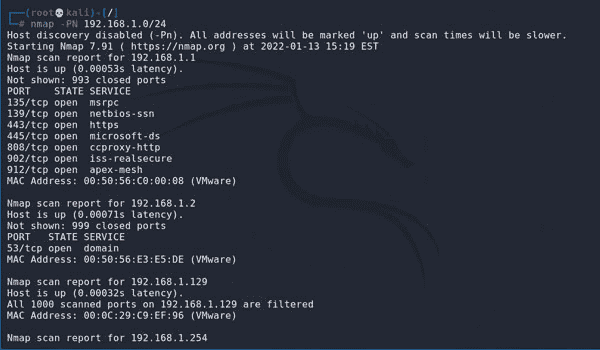 ┌──(root💀kali)-[/]
└─# nmap -PN 192.168.1.0/24
Host discovery disabled (-Pn). All addresses will be marked 'up' and scan times will be slower.
Starting Nmap 7.91 ( https://nmap.org ) at 2022-01-13 15:19 EST
Nmap scan report for 192.168.1.1
Host is up (0.00053s latency).
Not shown: 993 closed ports
PORT    STATE SERVICE
135/tcp open  msrpc
139/tcp open  netbios-ssn
443/tcp open  https
445/tcp open  microsoft-ds
808/tcp open  ccproxy-http
902/tcp open  iss-realsecure
912/tcp open  apex-mesh
MAC Address: 00:50:56:C0:00:08 (VMware)

Nmap scan report for 192.168.1.2
Host is up (0.00071s latency).
Not shown: 999 closed ports
PORT   STATE SERVICE
53/tcp open  domain
MAC Address: 00:50:56:E3:E5:DE (VMware)

Nmap scan report for 192.168.1.129
Host is up (0.00032s latency).
All 1000 scanned ports on 192.168.1.129 are filtered
MAC Address: 00:0C:29:C9:EF:96 (VMware)

Nmap scan report for 192.168.1.254